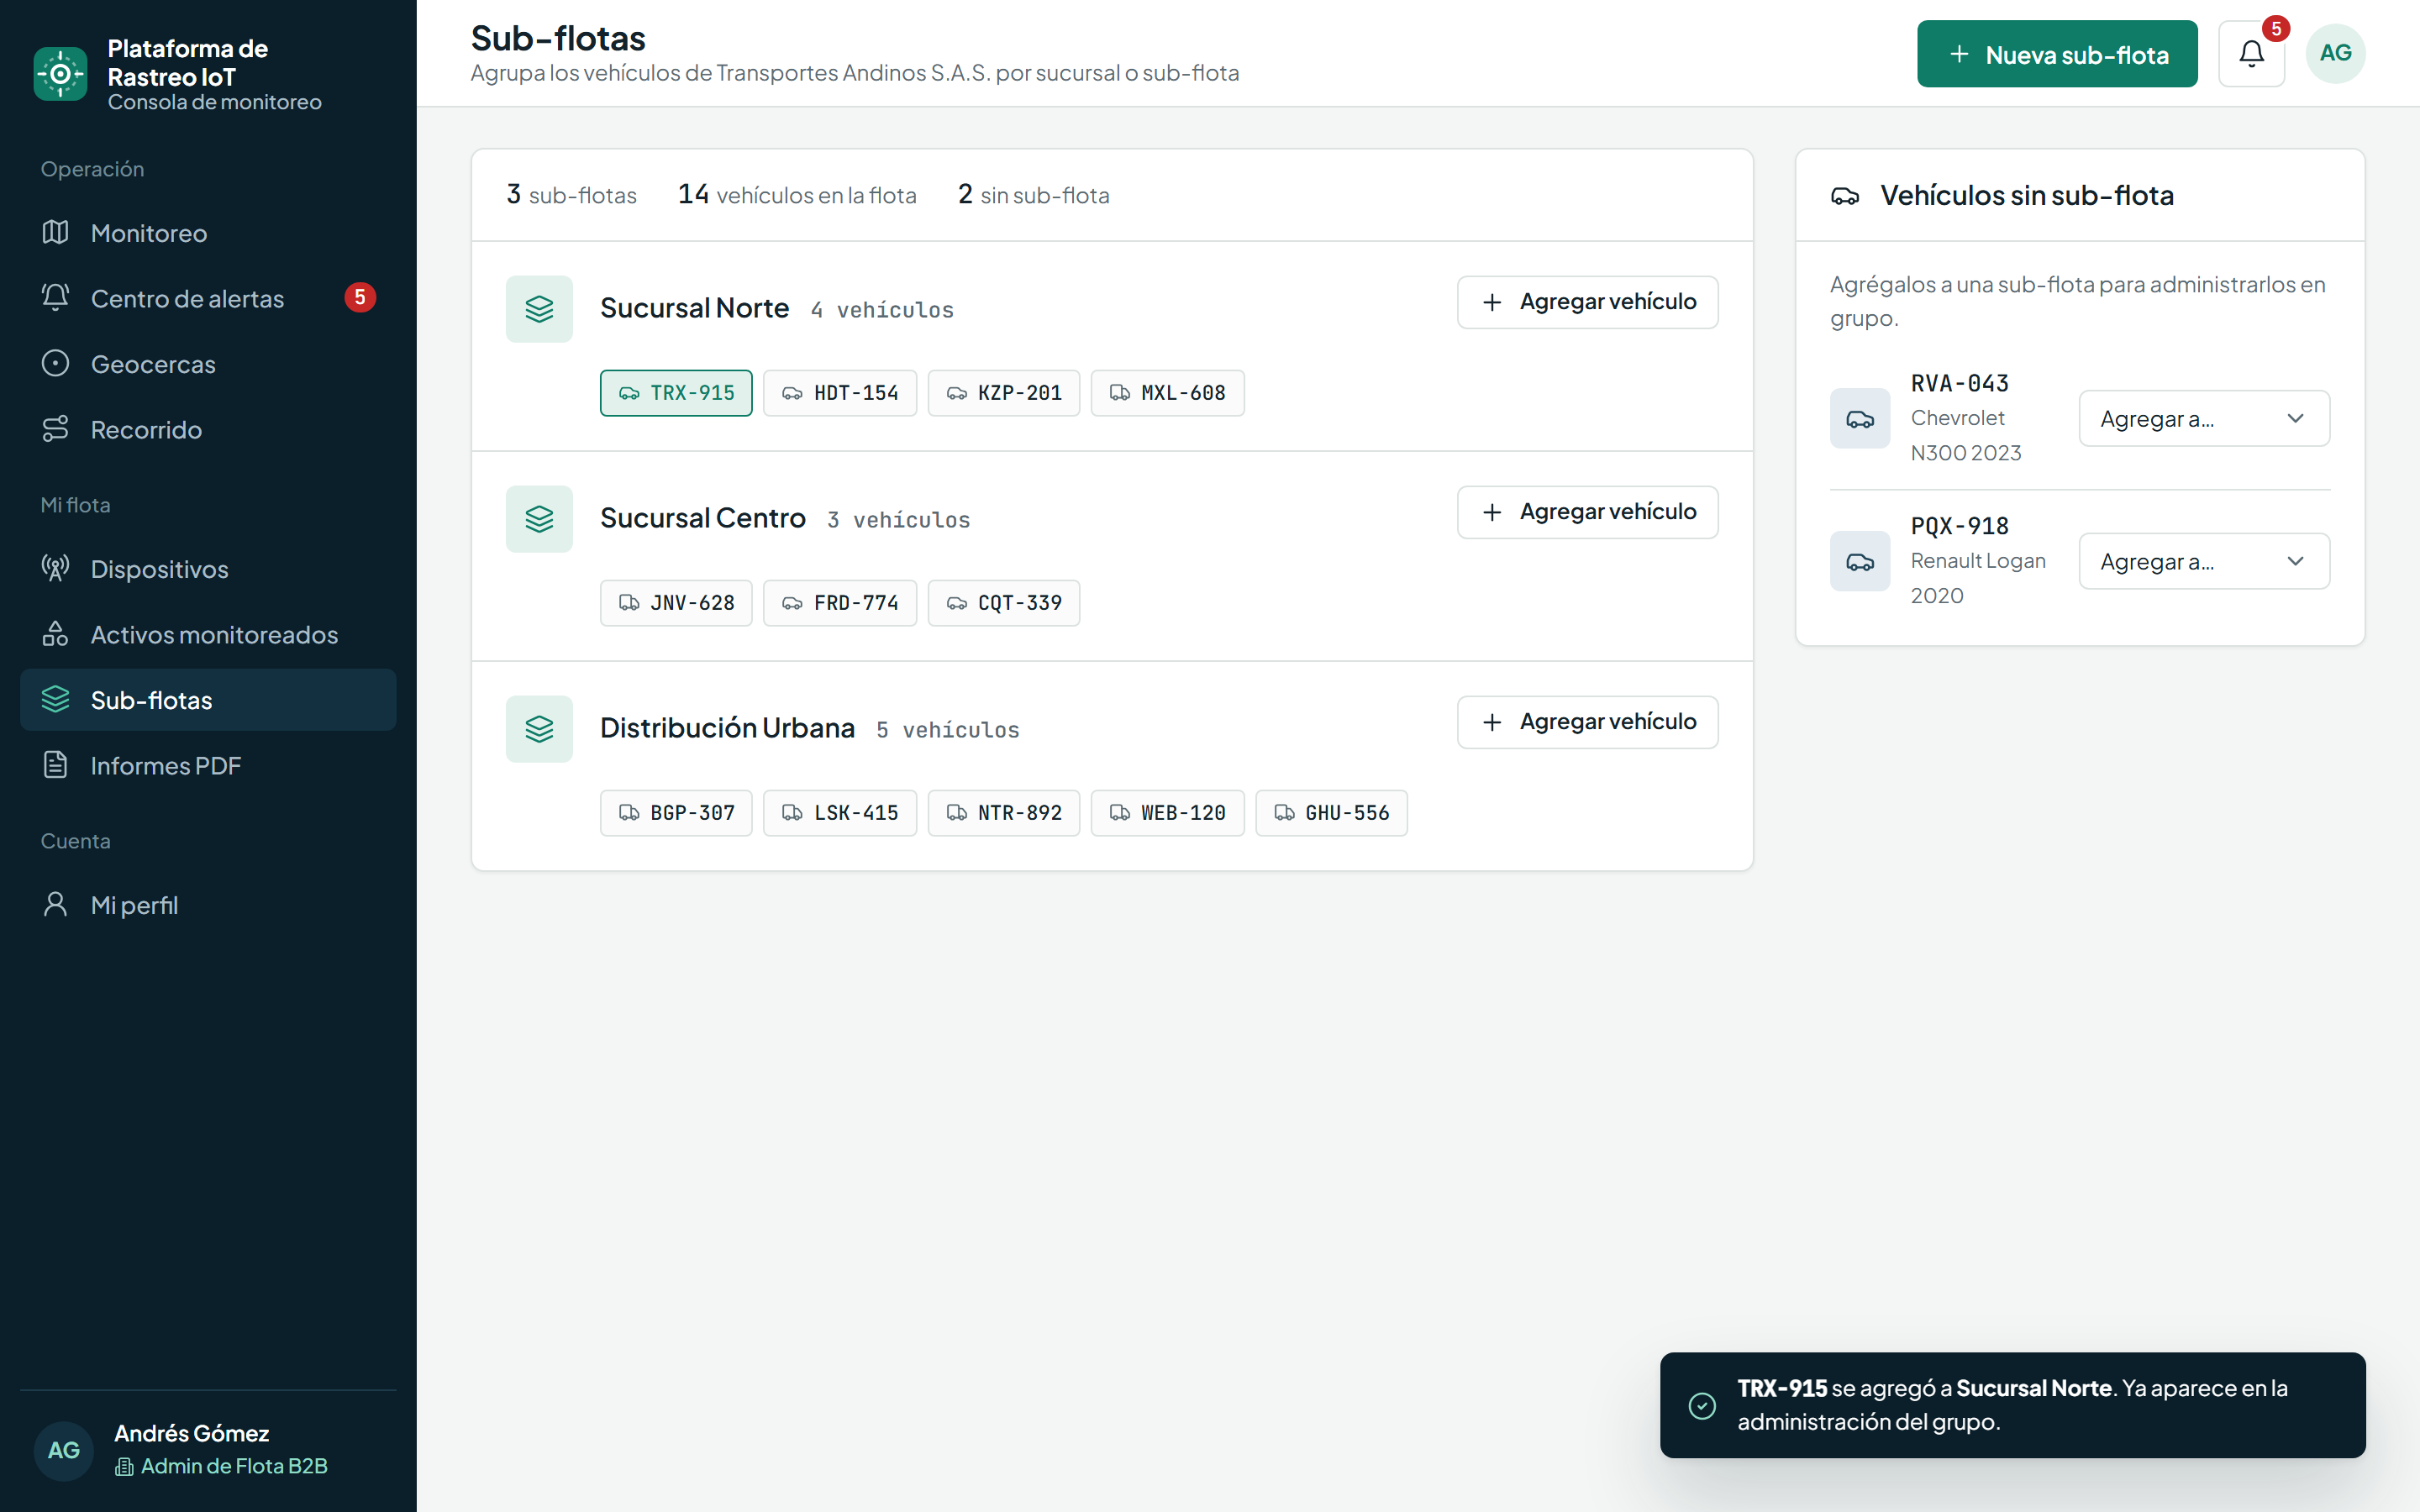 Plataforma de
Rastreo IoT
Consola de monitoreo
Operación
Monitoreo
Centro de alertas 5
Geocercas
Recorrido
Mi flota
Dispositivos
Activos monitoreados
Sub-flotas
Informes PDF
Cuenta
Mi perfil
AG
Andrés Gómez
Admin de Flota B2B
Sub-flotas
Agrupa los vehículos de Transportes Andinos S.A.S. por sucursal o sub-flota
+ Nueva sub-flota
5
AG
3 sub-flotas 14 vehículos en la flota 2 sin sub-flota
Sucursal Norte 4 vehículos
+ Agregar vehículo
TRX-915 HDT-154 KZP-201 MXL-608
Sucursal Centro 3 vehículos
+ Agregar vehículo
JNV-628 FRD-774 CQT-339
Distribución Urbana 5 vehículos
+ Agregar vehículo
BGP-307 LSK-415 NTR-892 WEB-120 GHU-556
Vehículos sin sub-flota
Agrégalos a una sub-flota para administrarlos en
grupo.
RVA-043
Chevrolet
N300 2023
Agregar a...
PQX-918
Renault Logan
2020
Agregar a...
TRX-915 se agregó a Sucursal Norte. Ya aparece en la
administración del grupo.